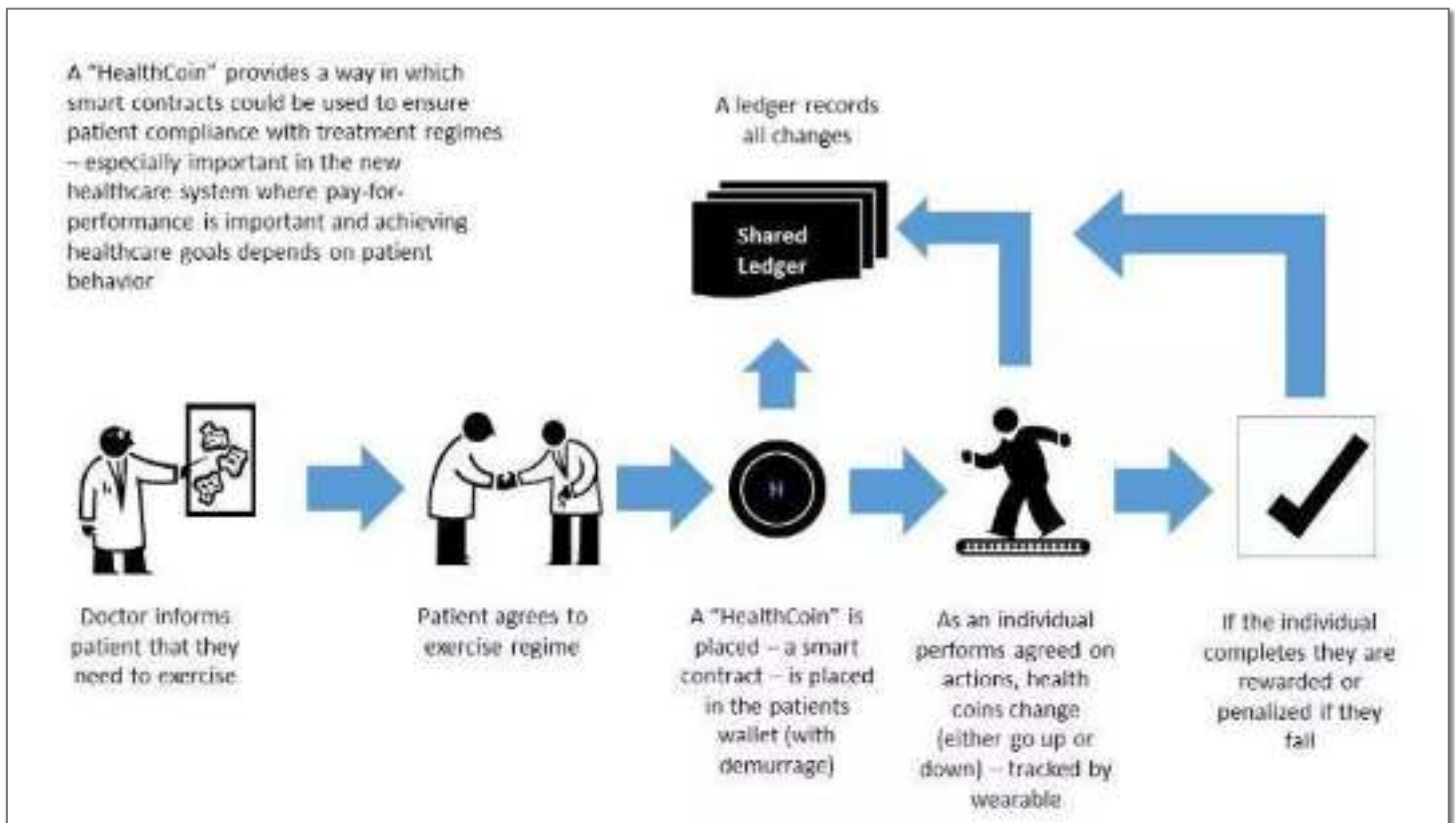 A "HealthCoin" provides a way in which
smart contracts could be used to ensure
patient compliance with treatment regimes
– especially important in the new
healthcare system where pay-for-
performance is important and achieving
healthcare goals depends on patient
behavior
A ledger records
all changes
Shared
Ledger
H
Doctor informs
patient that they
need to exercise
Patient agrees to
exercise regime
A "HealthCoin" is
placed – a smart
contract – is placed
in the patients
wallet (with
demurrage)
As an individual
performs agreed on
actions, health
coins change
(either go up or
down) – tracked by
wearable
If the individual
completes they are
rewarded or
penalized if they
fail